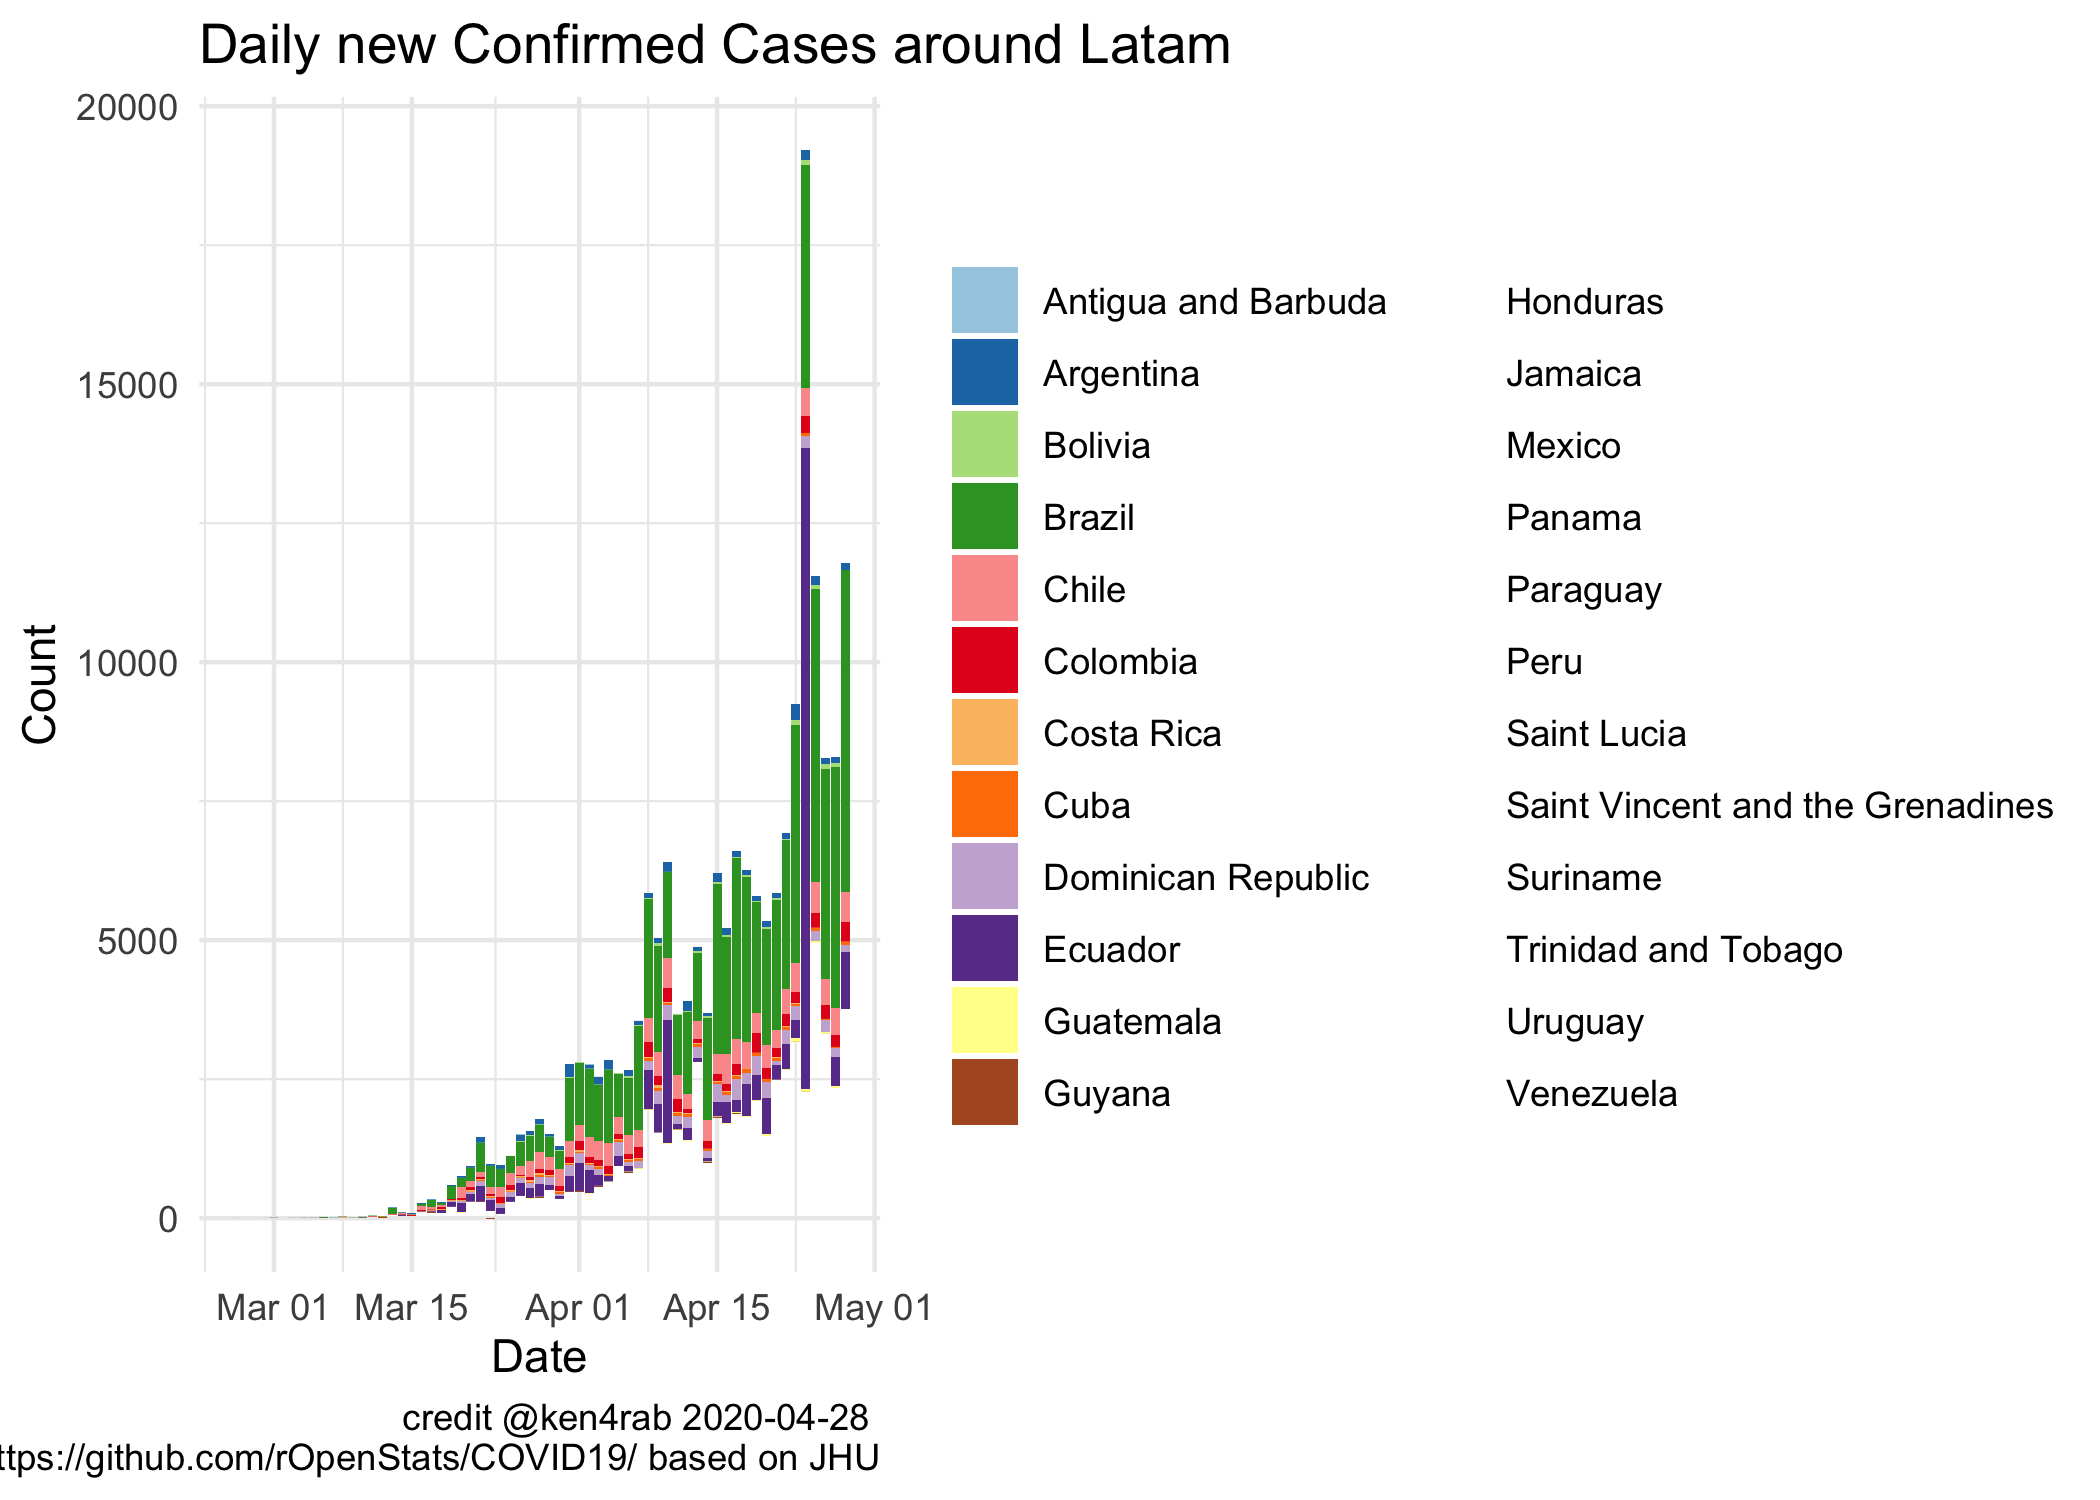 Daily new Confirmed Cases around Latam
20000
15000
10000
5000
0
Count
Mar 01 Mar 15 Apr 01 Apr 15 May 01
Date
Antigua and Barbuda
Argentina
Bolivia
Brazil
Chile
Colombia
Costa Rica
Cuba
Dominican Republic
Ecuador
Guatemala
Guyana
Honduras
Jamaica
Mexico
Panama
Paraguay
Peru
Saint Lucia
Saint Vincent and the Grenadines
Suriname
Trinidad and Tobago
Uruguay
Venezuela
credit @ken4rab 2020-04-28
ttps://github.com/rOpenStats/COVID19/ based on JHU